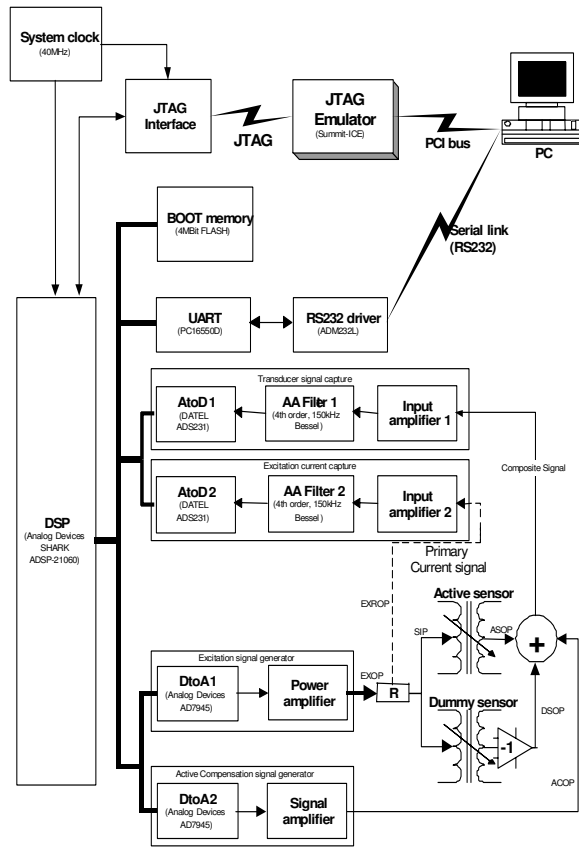 System clock
(40MHz)
JTAG
Interface
JTAG
JTAG
Emulator
(Summit-ICE)
PCI bus
PC
BOOT memory
(4MBit FLASH)
Serial link
(RS232)
UART
(PC16550D)
RS232 driver
(ADM232L)
Transducer signal capture
AtoD1
(DATEL
ADS231)
AA Filter 1
(4th order, 150kHz
Bessel)
Input
amplifier 1
Composite Signal
Excitation current capture
AtoD2
(DATEL
ADS231)
AA Filter 2
(4th order, 150kHz
Bessel)
Input
amplifier 2
DSP
(Analog Devices
SHARK
ADSP-21060)
Primary
Current signal
EXROP
Active sensor
SIP
ASOP
+
Excitation signal generator
DtoA1
(Analog Devices
AD7945)
Power
amplifier
EXOP
R
Dummy sensor
-1
DSOP
ACOP
Active Compensation signal generator
DtoA2
(Analog Devices
AD7945)
Signal
amplifier